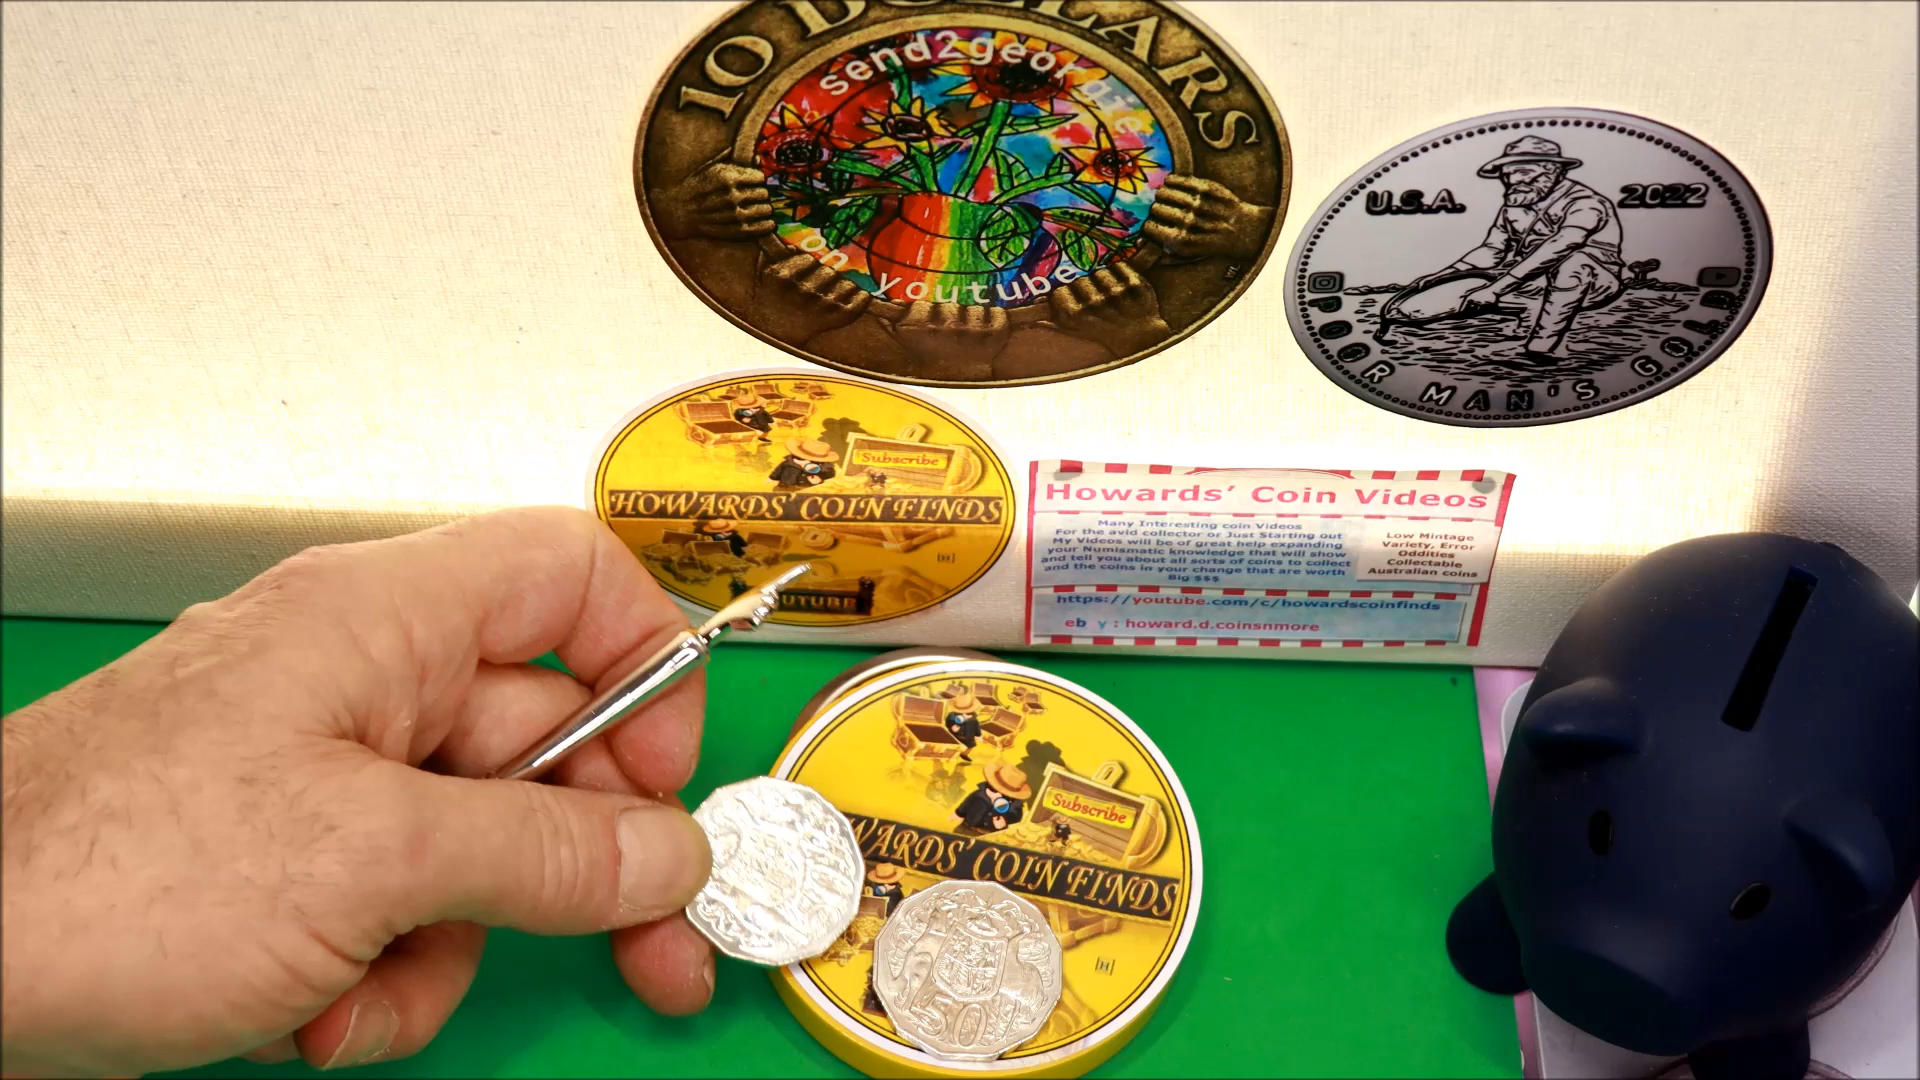 10 DOLLARS
send2georgie
on youtube
U.S.A. 2022
POOR MAN'S GOLD
Subscribe
HOWARDS' COIN FINDS
[H]
YOUTUBE
Howards' Coin Videos
Many Interesting coin Videos
For the avid collector or Just Starting out
My Videos will be of great help expanding
your Numismatic knowledge that will show
and tell you about all sorts of coins to collect
and the coins in your change that are worth
Big $$$
Low Mintage
Variety, Error
Oddities
Collectable
Australian coins
https://youtube.com/c/howardscoinfinds
eb y : howard.d.coinsnmore
Subscribe
WARDS' COIN FINDS
[H]
50